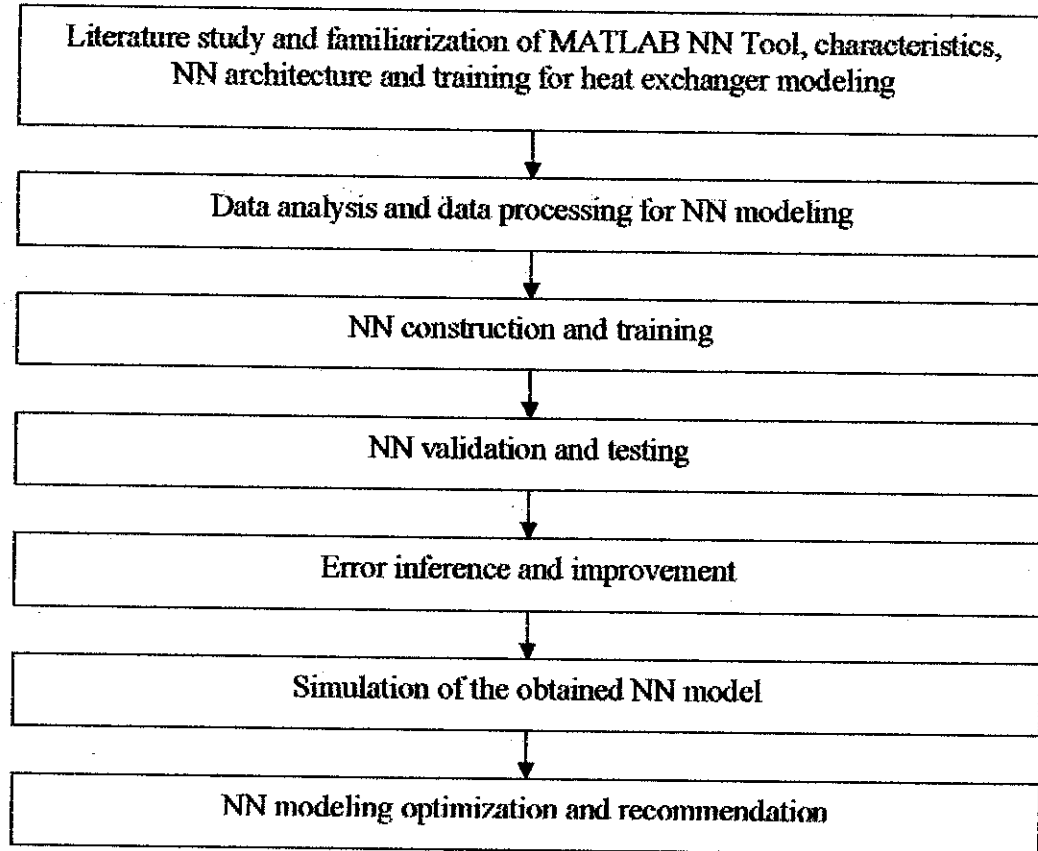 Literature study and familiarization of MATLAB NN Tool, characteristics,
NN architecture and training for heat exchanger modeling
Data analysis and data processing for NN modeling
NN construction and training
NN validation and testing
Error inference and improvement
Simulation of the obtained NN model
NN modeling optimization and recommendation